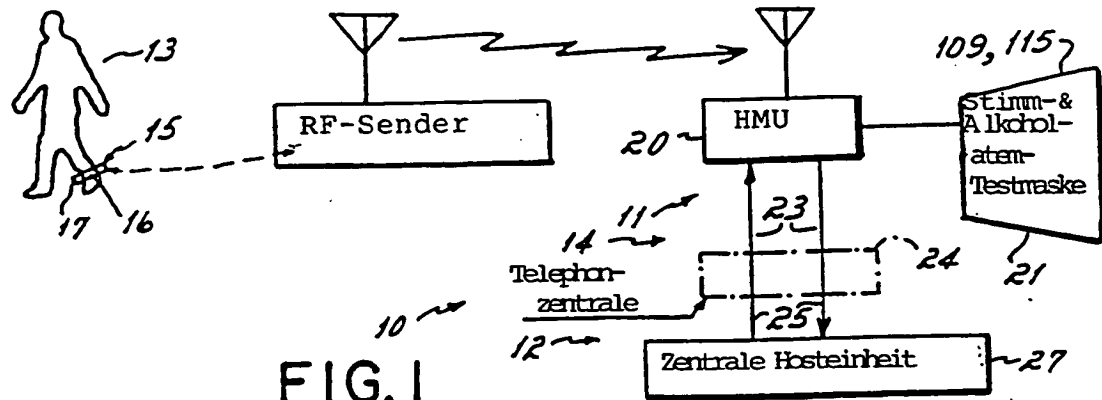 13
RF-Sender
15
17
16
HMU
20
109, 115
Stimm-&
Alkohol-
atem-
Testmaske
21
11
14
23
24
Telephon-
zentrale
10
12
25
Zentrale Hosteinheit
27
FIG. 1